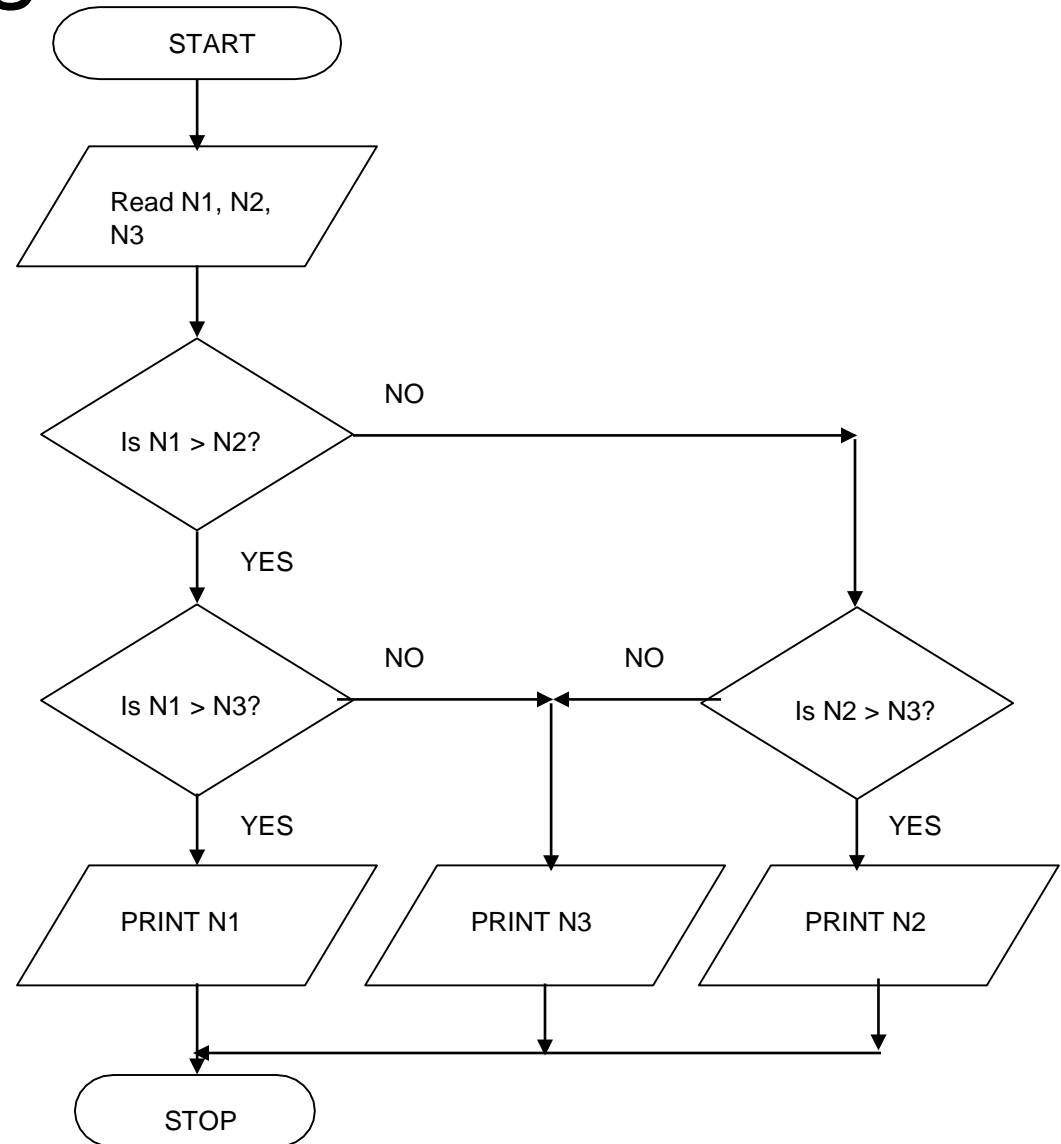 START
Read N1, N2,
N3
NO
Is N1 > N2?
YES
NO
NO
Is N1 > N3?
Is N2 > N3?
YES
YES
PRINT N1
PRINT N3
PRINT N2
STOP